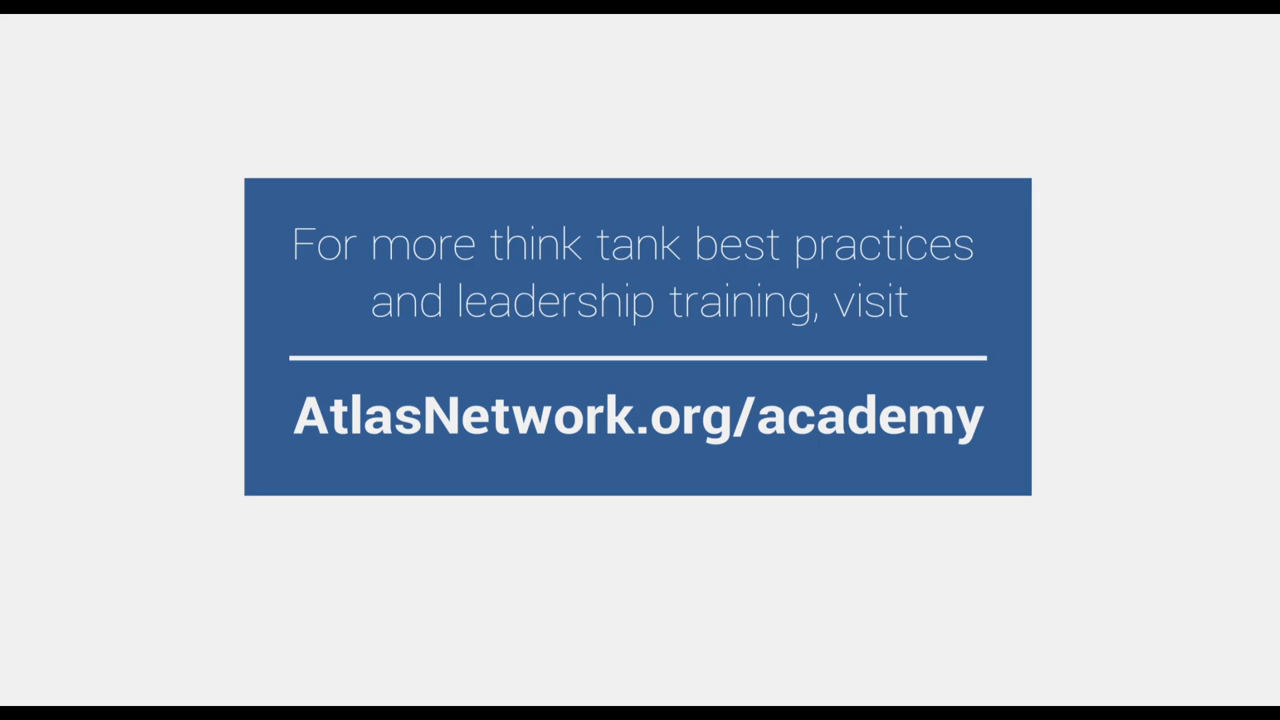 For more think tank best practices
and leadership training, visit
AtlasNetwork.org/academy